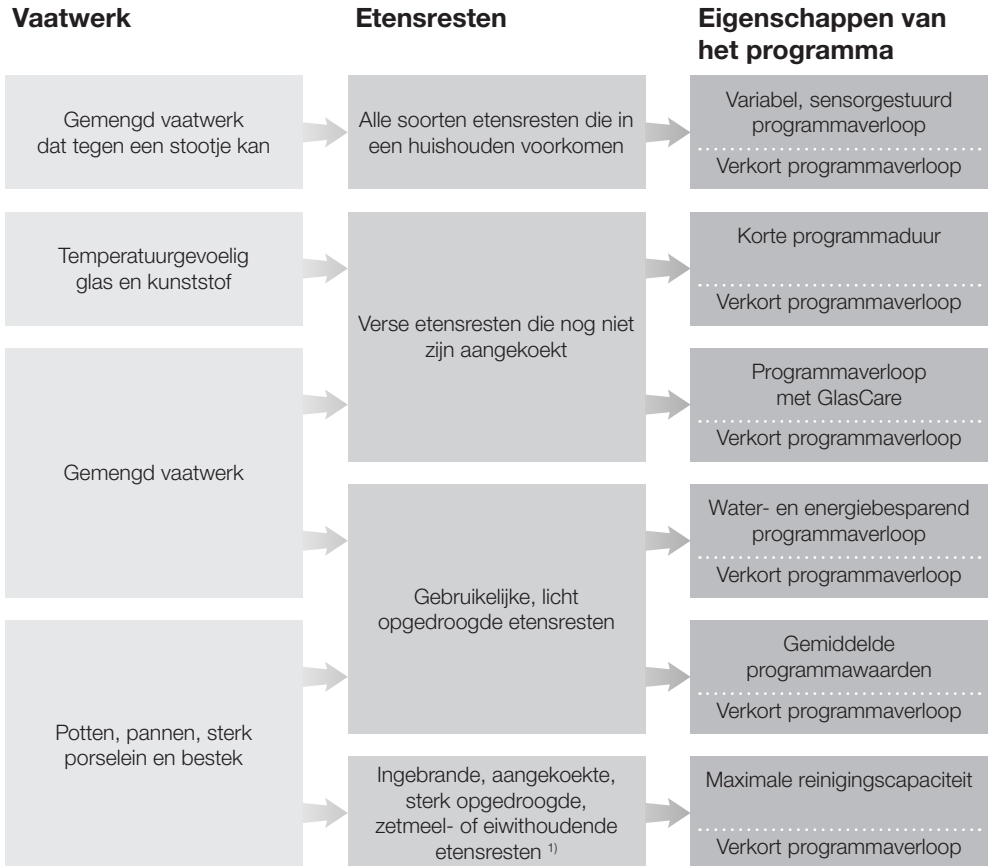 Vaatwerk
Etensresten
Eigenschappen van
het programma
Gemengd vaatwerk
dat tegen een stootje kan
Alle soorten etensresten die in
een huishouden voorkomen
Variabel, sensorgestuurd
programmaverloop
Verkort programmaverloop
Temperatuurgevoelig
glas en kunststof
Verse etensresten die nog niet
zijn aangekoekt
Korte programmaduur
Verkort programmaverloop
Gemengd vaatwerk
Programmaverloop
met GlasCare
Verkort programmaverloop
Gebruikelijke, licht
opgedroogde etensresten
Water- en energiebesparend
programmaverloop
Verkort programmaverloop
Potten, pannen, sterk
porselein en bestek
Gemiddelde
programmawaarden
Verkort programmaverloop
Ingebrande, aangekoekte,
sterk opgedroogde,
zetmeel- of eiwithoudende
etensresten 1)
Maximale reinigingscapaciteit
Verkort programmaverloop